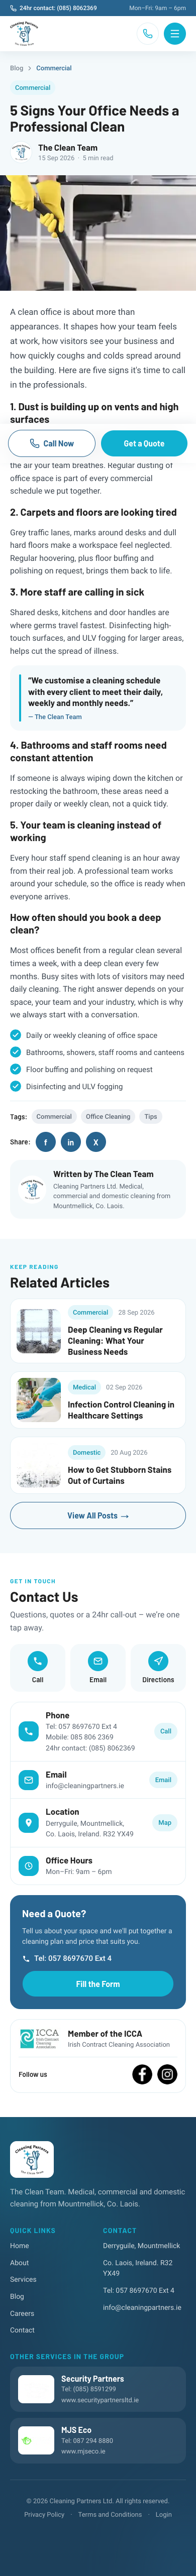 24hr contact: (085) 8062369
Mon–Fri: 9am – 6pm
Cleaning Partners
The Clean Team
Blog > Commercial
Commercial
5 Signs Your Office Needs a
Professional Clean
The Clean Team
15 Sep 2026 · 5 min read
A clean office is about more than
appearances. It shapes how your team feels
at work, how visitors see your business and
how quickly coughs and colds spread around
the building. Here are five signs it's time to call
in the professionals.
1. Dust is building up on vents and high
surfaces
Call Now
Get a Quote
the air your team breathes. Regular dusting of
office space is part of every commercial
schedule we put together.
2. Carpets and floors are looking tired
Grey traffic lanes, marks around desks and dull
hard floors make a workspace feel neglected.
Regular hoovering, plus floor buffing and
polishing on request, brings them back to life.
3. More staff are calling in sick
Shared desks, kitchens and door handles are
where germs travel fastest. Disinfecting high-
touch surfaces, and ULV fogging for larger areas,
helps cut the spread of illness.
“We customise a cleaning schedule
with every client to meet their daily,
weekly and monthly needs.”
— The Clean Team
4. Bathrooms and staff rooms need
constant attention
If someone is always wiping down the kitchen or
restocking the bathroom, these areas need a
proper daily or weekly clean, not a quick tidy.
5. Your team is cleaning instead of
working
Every hour staff spend cleaning is an hour away
from their real job. A professional team works
around your schedule, so the office is ready when
everyone arrives.
How often should you book a deep
clean?
Most offices benefit from a regular clean several
times a week, with a deep clean every few
months. Busy sites with lots of visitors may need
daily cleaning. The right answer depends on your
space, your team and your industry, which is why
we always start with a conversation.
Daily or weekly cleaning of office space
Bathrooms, showers, staff rooms and canteens
Floor buffing and polishing on request
Disinfecting and ULV fogging
Tags: Commercial Office Cleaning Tips
Share: f in X
Cleaning Partners
The Clean Team
Written by The Clean Team
Cleaning Partners Ltd. Medical,
commercial and domestic cleaning from
Mountmellick, Co. Laois.
KEEP READING
Related Articles
Commercial 28 Sep 2026
Deep Cleaning vs Regular
Cleaning: What Your
Business Needs
Medical 02 Sep 2026
Infection Control Cleaning in
Healthcare Settings
Domestic 20 Aug 2026
How to Get Stubborn Stains
Out of Curtains
View All Posts →
GET IN TOUCH
Contact Us
Questions, quotes or a 24hr call-out – we're one
tap away.
Call
Email
Directions
Phone
Tel: 057 8697670 Ext 4
Mobile: 085 806 2369
24hr contact: (085) 8062369
Call
Email
info@cleaningpartners.ie
Email
Location
Derryguile, Mountmellick,
Co. Laois, Ireland. R32 YX49
Map
Office Hours
Mon–Fri: 9am – 6pm
Need a Quote?
Tell us about your space and we'll put together a
cleaning plan and price that suits you.
Tel: 057 8697670 Ext 4
Fill the Form
ICCA
Member of the ICCA
Irish Contract Cleaning Association
Follow us
Cleaning Partners
The Clean Team
The Clean Team. Medical, commercial and domestic
cleaning from Mountmellick, Co. Laois.
QUICK LINKS
Home
About
Services
Blog
Careers
Contact
CONTACT
Derryguile, Mountmellick
Co. Laois, Ireland. R32
YX49
Tel: 057 8697670 Ext 4
info@cleaningpartners.ie
OTHER SERVICES IN THE GROUP
Security Partners
Tel: (085) 8591299
www.securitypartnersltd.ie
MJS Eco
Tel: 087 294 8880
www.mjseco.ie
© 2026 Cleaning Partners Ltd. All rights reserved.
Privacy Policy · Terms and Conditions · Login